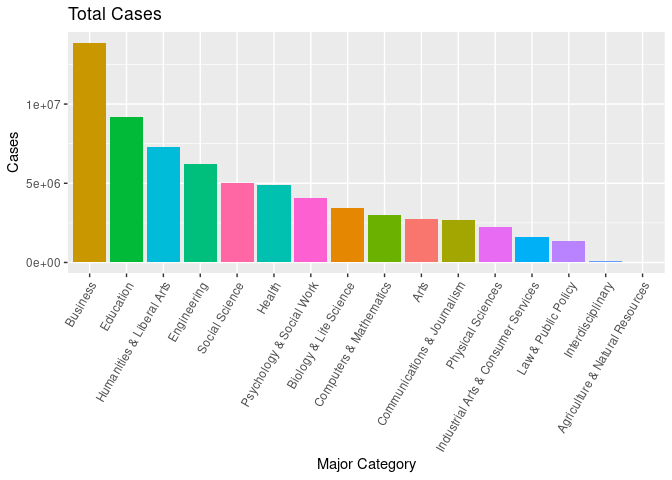 Total Cases
Cases
1e+07
5e+06
0e+00
Business
Education
Humanities & Liberal Arts
Engineering
Social Science
Health
Psychology & Social Work
Biology & Life Science
Computers & Mathematics
Arts
Communications & Journalism
Physical Sciences
Industrial Arts & Consumer Services
Law & Public Policy
Interdisciplinary
Agriculture & Natural Resources
Major Category